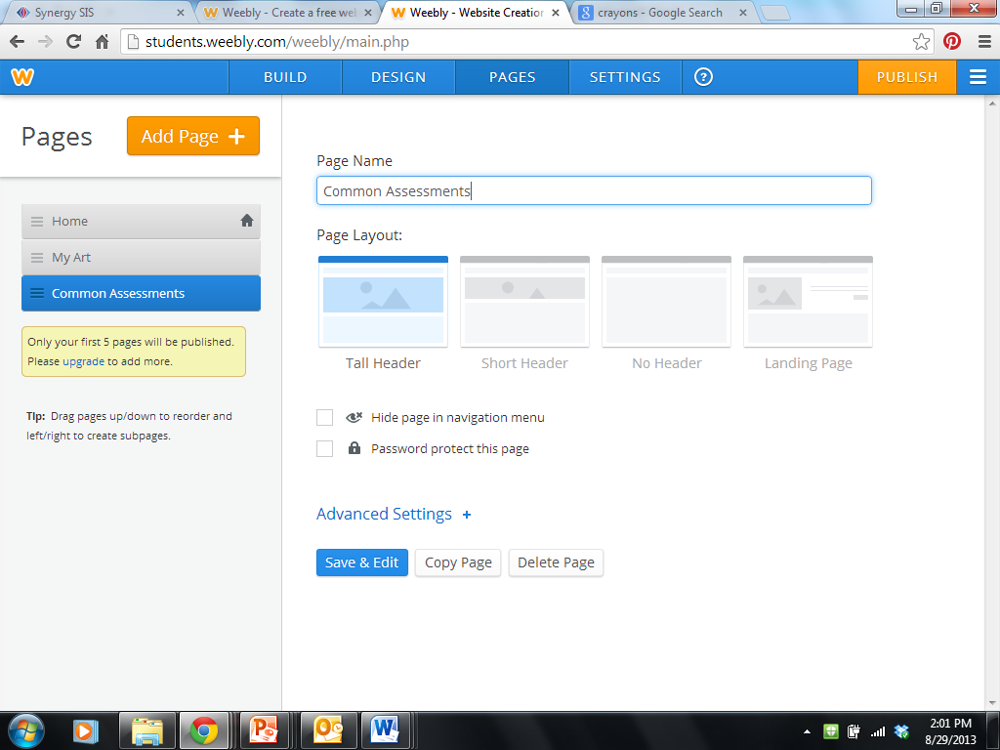 Synergy SIS
Weebly - Create a free wel
Weebly - Website Creation
crayons - Google Search
students.weebly.com/weebly/main.php
BUILD
DESIGN
PAGES
SETTINGS
?
PUBLISH
Pages
Add Page +
Page Name
Common Assessments
Home
My Art
Common Assessments
Page Layout:
Tall Header
Short Header
No Header
Landing Page
Only your first 5 pages will be published.
Please upgrade to add more.
Tip: Drag pages up/down to reorder and
left/right to create subpages.
Hide page in navigation menu
Password protect this page
Advanced Settings +
Save & Edit
Copy Page
Delete Page
2:01 PM
8/29/2013